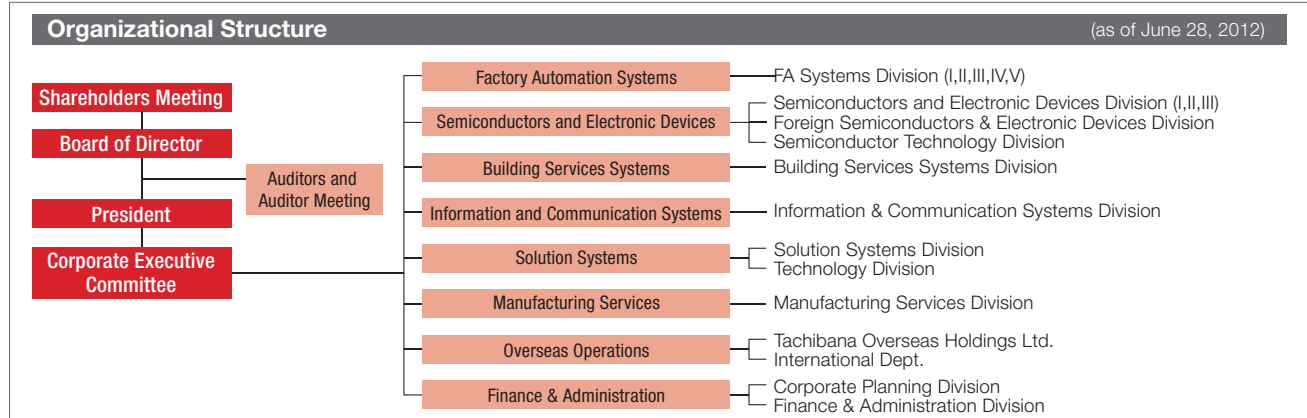 Organizational Structure
(as of June 28, 2012)
Shareholders Meeting
Board of Director
Auditors and
Auditor Meeting
President
Corporate Executive
Committee
Factory Automation Systems
FA Systems Division (I,II,III,IV,V)
Semiconductors and Electronic Devices
Semiconductors and Electronic Devices Division (I,II,III)
Foreign Semiconductors & Electronic Devices Division
Semiconductor Technology Division
Building Services Systems
Building Services Systems Division
Information and Communication Systems
Information & Communication Systems Division
Solution Systems
Solution Systems Division
Technology Division
Manufacturing Services
Manufacturing Services Division
Overseas Operations
Tachibana Overseas Holdings Ltd.
International Dept.
Finance & Administration
Corporate Planning Division
Finance & Administration Division